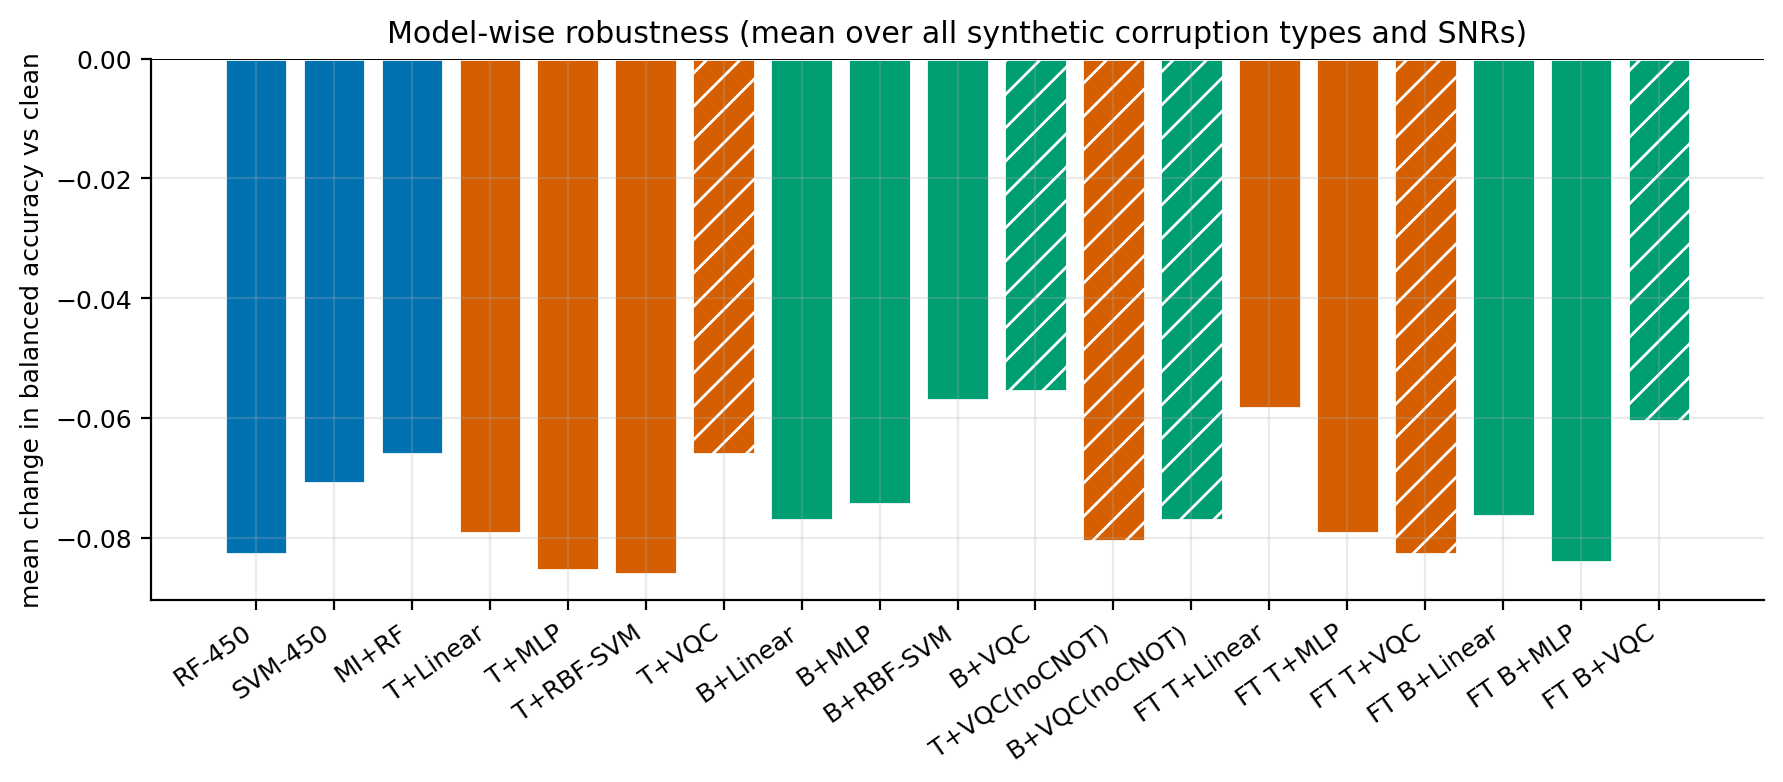 Model-wise robustness (mean over all synthetic corruption types and SNRs)
mean change in balanced accuracy vs clean
0.00
−0.02
−0.04
−0.06
−0.08
RF-450
SVM-450
MI+RF
T+Linear
T+MLP
T+RBF-SVM
T+VQC
B+Linear
B+MLP
B+RBF-SVM
B+VQC
T+VQC(noCNOT)
B+VQC(noCNOT)
FT T+Linear
FT T+MLP
FT T+VQC
FT B+Linear
FT B+MLP
FT B+VQC